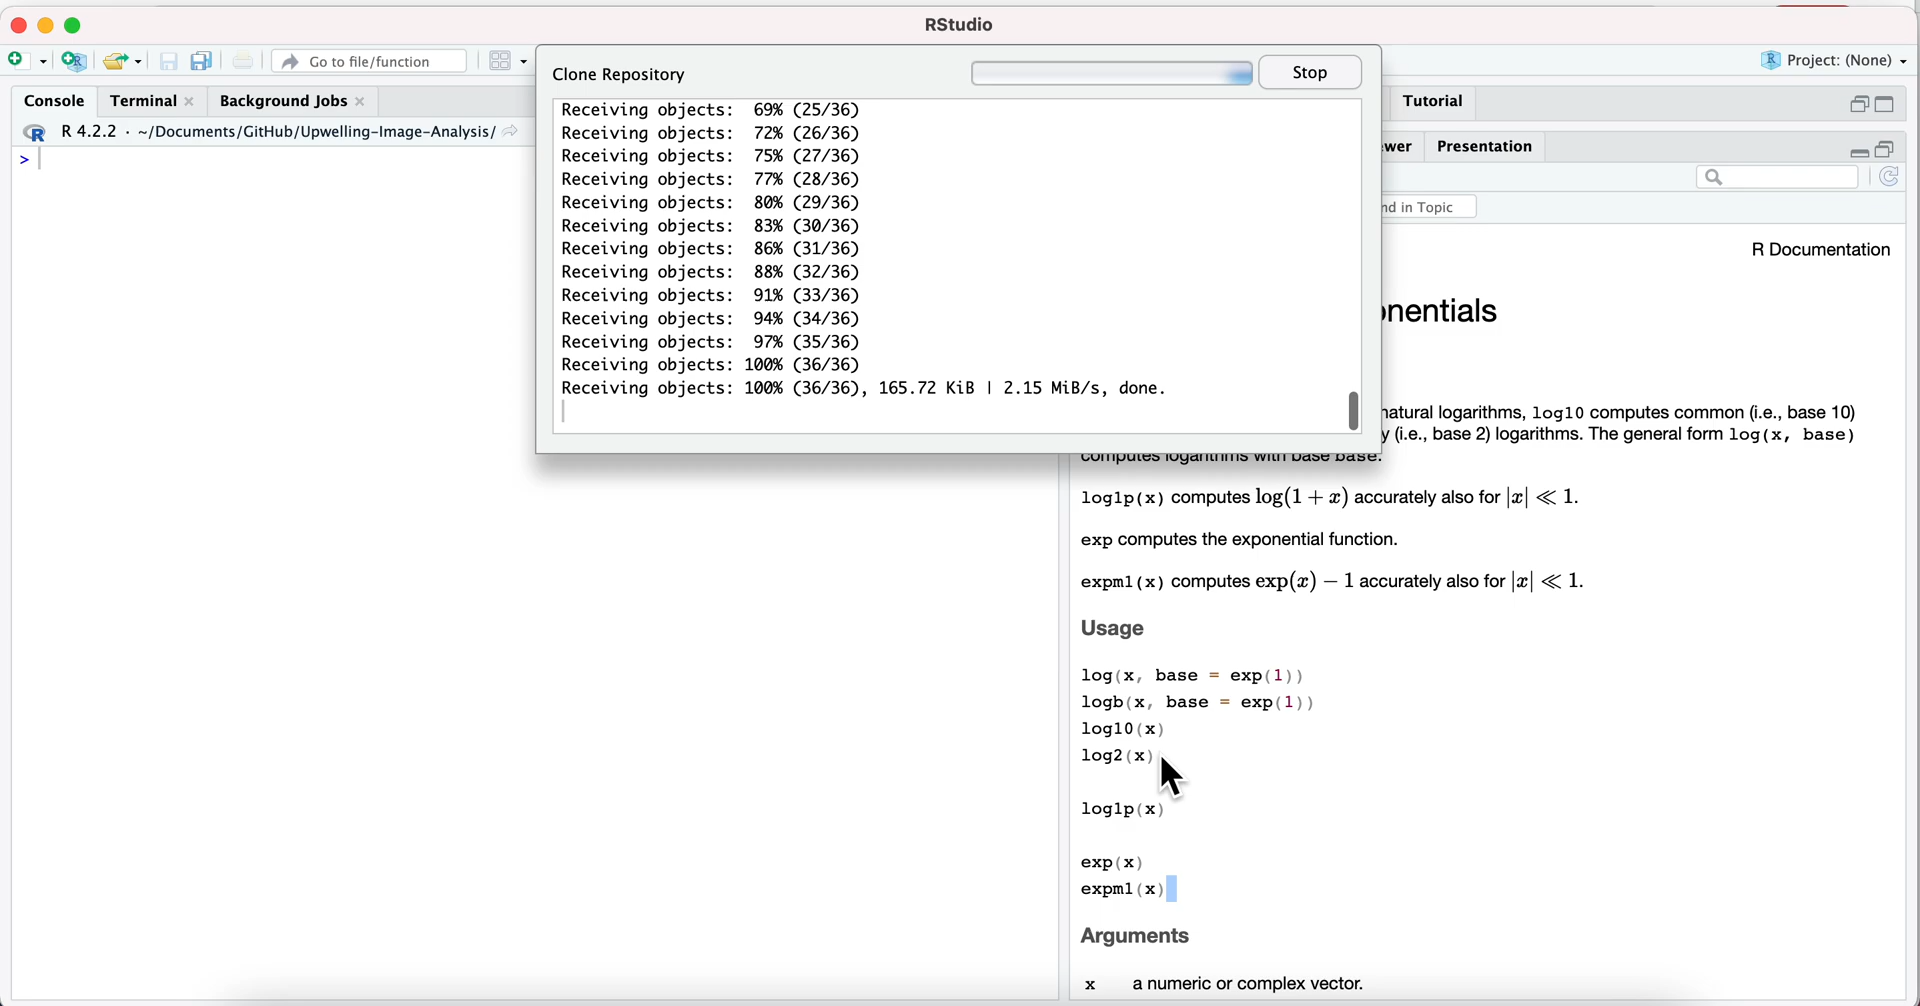 RStudio
Go to file/function
Project: (None)
Console
Terminal
Background Jobs
R 4.2.2 · ~/Documents/GitHub/Upwelling-Image-Analysis/
>
Clone Repository
Stop
Receiving objects:  69% (25/36)
Receiving objects:  72% (26/36)
Receiving objects:  75% (27/36)
Receiving objects:  77% (28/36)
Receiving objects:  80% (29/36)
Receiving objects:  83% (30/36)
Receiving objects:  86% (31/36)
Receiving objects:  88% (32/36)
Receiving objects:  91% (33/36)
Receiving objects:  94% (34/36)
Receiving objects:  97% (35/36)
Receiving objects: 100% (36/36)
Receiving objects: 100% (36/36), 165.72 KiB | 2.15 MiB/s, done.
Tutorial
wer
Presentation
nd in Topic
R Documentation
nentials
natural logarithms, log10 computes common (i.e., base 10)
y (i.e., base 2) logarithms. The general form log(x, base)
computes logarithms with base base.
log1p(x) computes log(1 + x) accurately also for |x| ≪ 1.
exp computes the exponential function.
expm1(x) computes exp(x) − 1 accurately also for |x| ≪ 1.
Usage
log(x, base = exp(1))
logb(x, base = exp(1))
log10(x)
log2(x)
log1p(x)
exp(x)
expm1(x)
Arguments
x a numeric or complex vector.